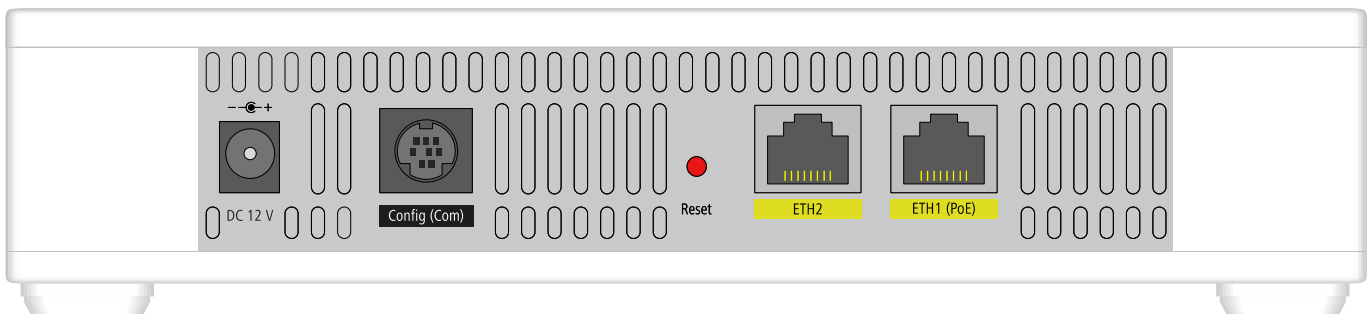 DC 12 V
Config (Com)
Reset
ETH2
ETH1 (PoE)